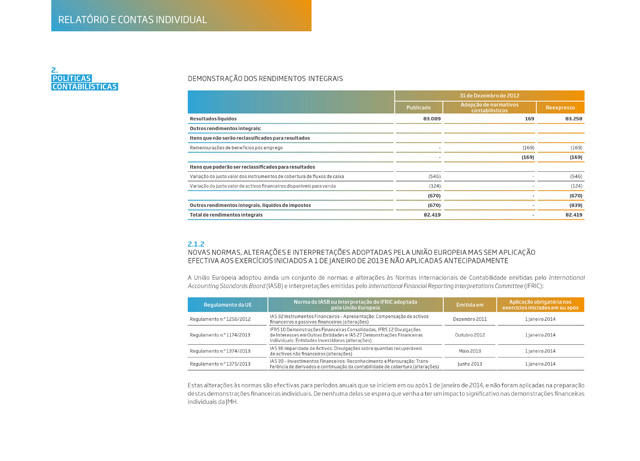 RELATÓRIO E CONTAS INDIVIDUAL
2.
POLÍTICAS
CONTABILÍSTICAS
DEMONSTRAÇÃO DOS RENDIMENTOS INTEGRAIS
31 de Dezembro de 2012
Publicado Adopção de normativos contabilísticos Reexpresso
Resultados líquidos 83.089 169 83.258
Outros rendimentos integrais:
Itens que não serão reclassificados para resultados
Remensurações de benefícios pós emprego - (169) (169)
- (169) (169)
Itens que poderão ser reclassificados para resultados
Variação do justo valor dos instrumentos de cobertura de fluxos de caixa (546) - (546)
Variação do justo valor de activos financeiros disponíveis para venda (124) - (124)
(670) - (670)
Outros rendimentos integrais, líquidos de impostos (670) - (839)
Total de rendimentos integrais 82.419 - 82.419
2.1.2
NOVAS NORMAS, ALTERAÇÕES E INTERPRETAÇÕES ADOPTADAS PELA UNIÃO EUROPEIA MAS SEM APLICAÇÃO
EFECTIVA AOS EXERCÍCIOS INICIADOS A 1 DE JANEIRO DE 2013 E NÃO APLICADAS ANTECIPADAMENTE
A União Europeia adoptou ainda um conjunto de normas e alterações às Normas Internacionais de Contabilidade emitidas pelo International
Accounting Standards Board (IASB) e interpretações emitidas pelo International Financial Reporting Interpretations Committee (IFRIC):
Regulamento da UE Norma do IASB ou Interpretação do IFRIC adoptada pela União Europeia Emitida em Aplicação obrigatória nos exercícios iniciados em ou após
Regulamento n.º 1256/2012 IAS 32 Instrumentos Financeiros - Apresentação: Compensação de activos
financeiros e passivos financeiros (alterações) Dezembro 2011 1 janeiro 2014
Regulamento n.º 1174/2013 IFRS 10 Demonstrações Financeiras Consolidadas, IFRS 12 Divulgações
de Interesses em Outras Entidades e IAS 27 Demonstrações Financeiras
Individuais: Entidades Investidoras (alterações) Outubro 2012 1 janeiro 2014
Regulamento n.º 1374/2013 IAS 36 Imparidade de Activos: Divulgações sobre quantias recuperáveis
de activos não financeiros (alterações) Maio 2013 1 janeiro 2014
Regulamento n.º 1375/2013 IAS 39 - Investimentos Financeiros: Reconhecimento e Mensuração: Trans-
ferência de derivados e continuação da contabilidade de cobertura (alterações) Junho 2013 1 janeiro 2014
Estas alterações às normas são efectivas para períodos anuais que se iniciem em ou após 1 de janeiro de 2014, e não foram aplicadas na preparação
destas demonstrações financeiras individuais. De nenhuma delas se espera que venha a ter um impacto significativo nas demonstrações financeiras
individuais da JMH.